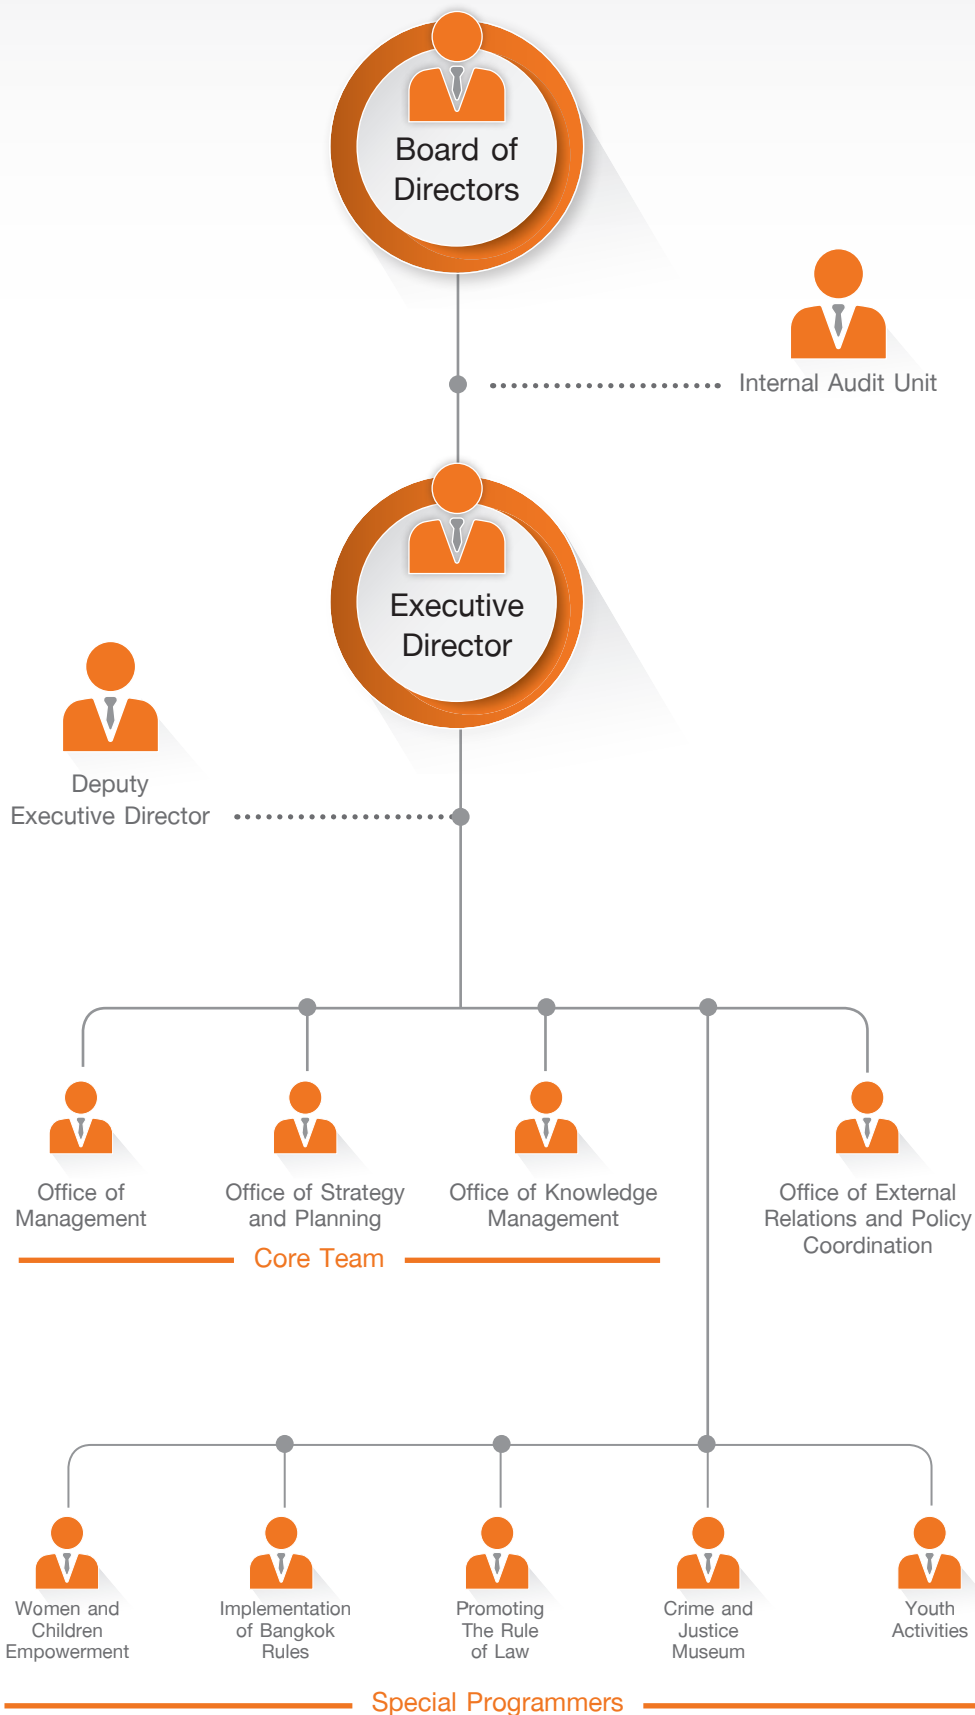 Board of
Directors
Internal Audit Unit
Executive
Director
Deputy
Executive Director
Office of
Management
Office of Strategy
and Planning
Office of Knowledge
Management
Office of External
Relations and Policy
Coordination
Core Team
Women and
Children
Empowerment
Implementation
of Bangkok
Rules
Promoting
The Rule
of Law
Crime and
Justice
Museum
Youth
Activities
Special Programmers